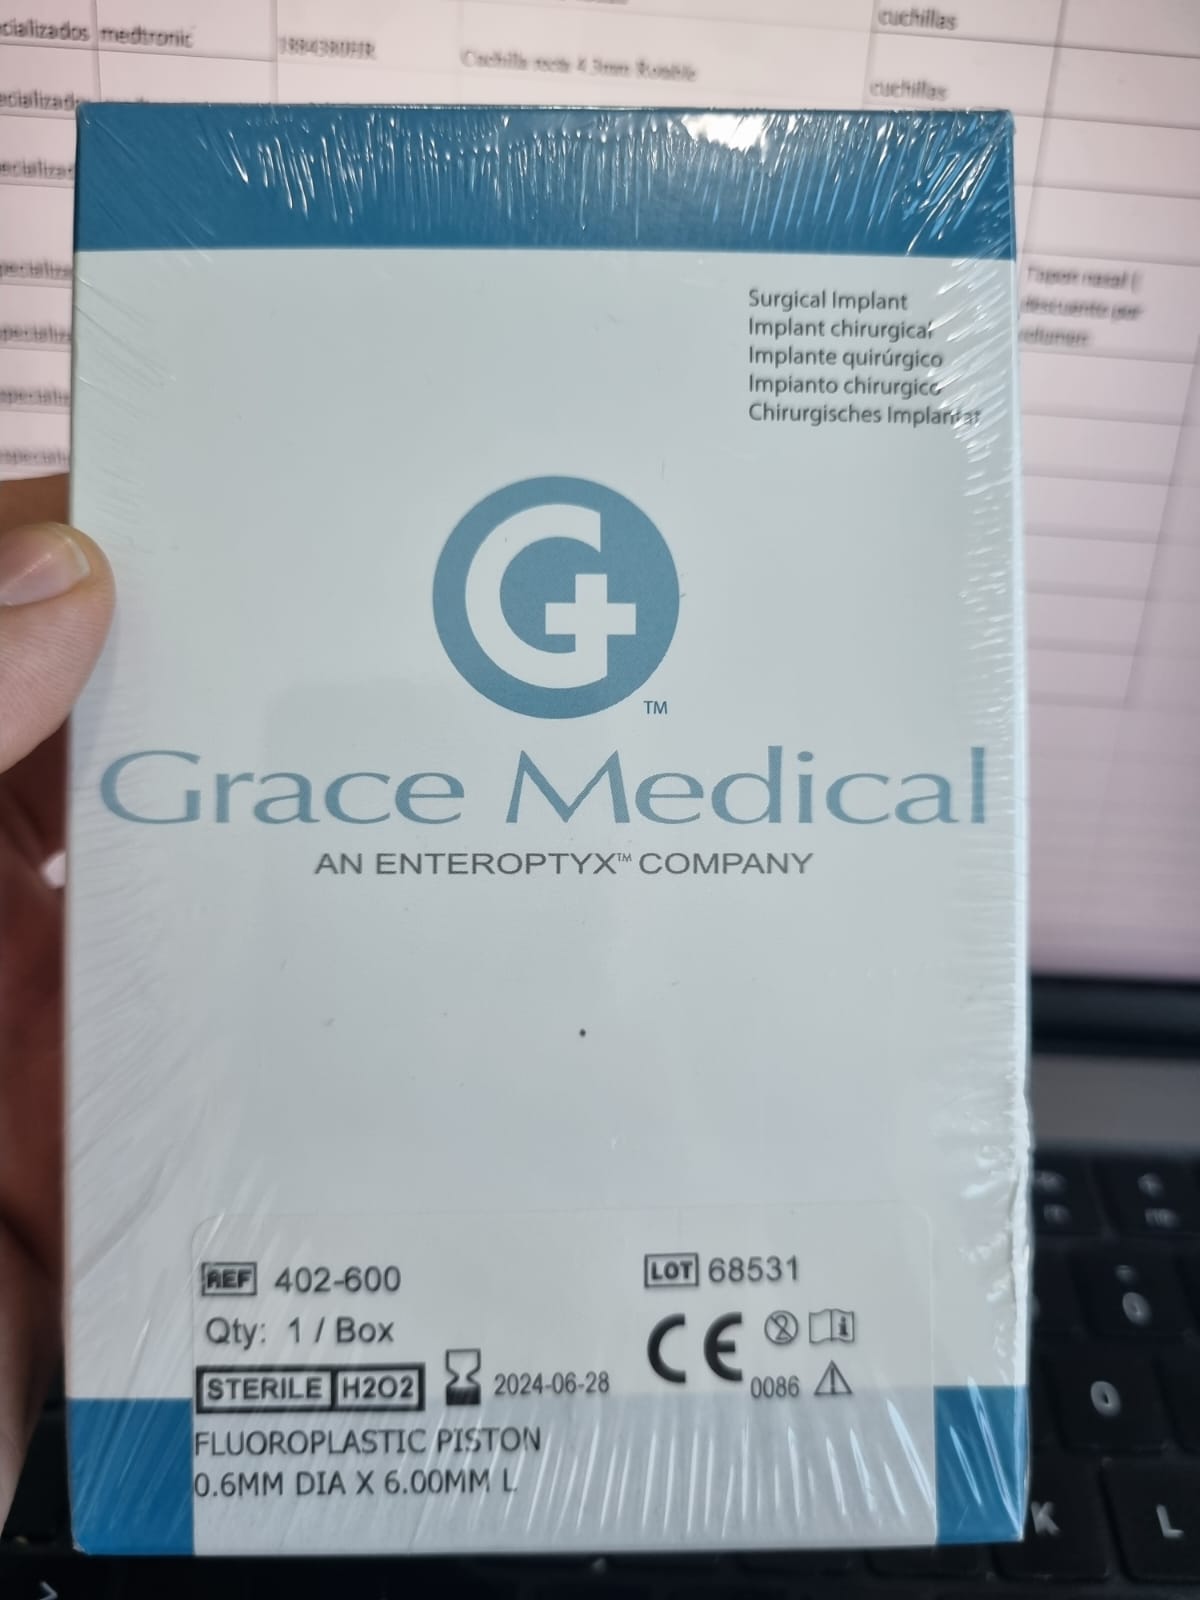 medtronic
cuchillas
cuchillas
Surgical Implant
Implant chirurgical
Implante quirúrgico
Impianto chirurgico
Chirurgisches Implantat
G
TM
Grace Medical
AN ENTEROPTYX™ COMPANY
REF 402-600
LOT 68531
Qty: 1 / Box
CE
STERILE H2O2 2024-06-28
0086
FLUOROPLASTIC PISTON
0.6MM DIA X 6.00MM L
K
L